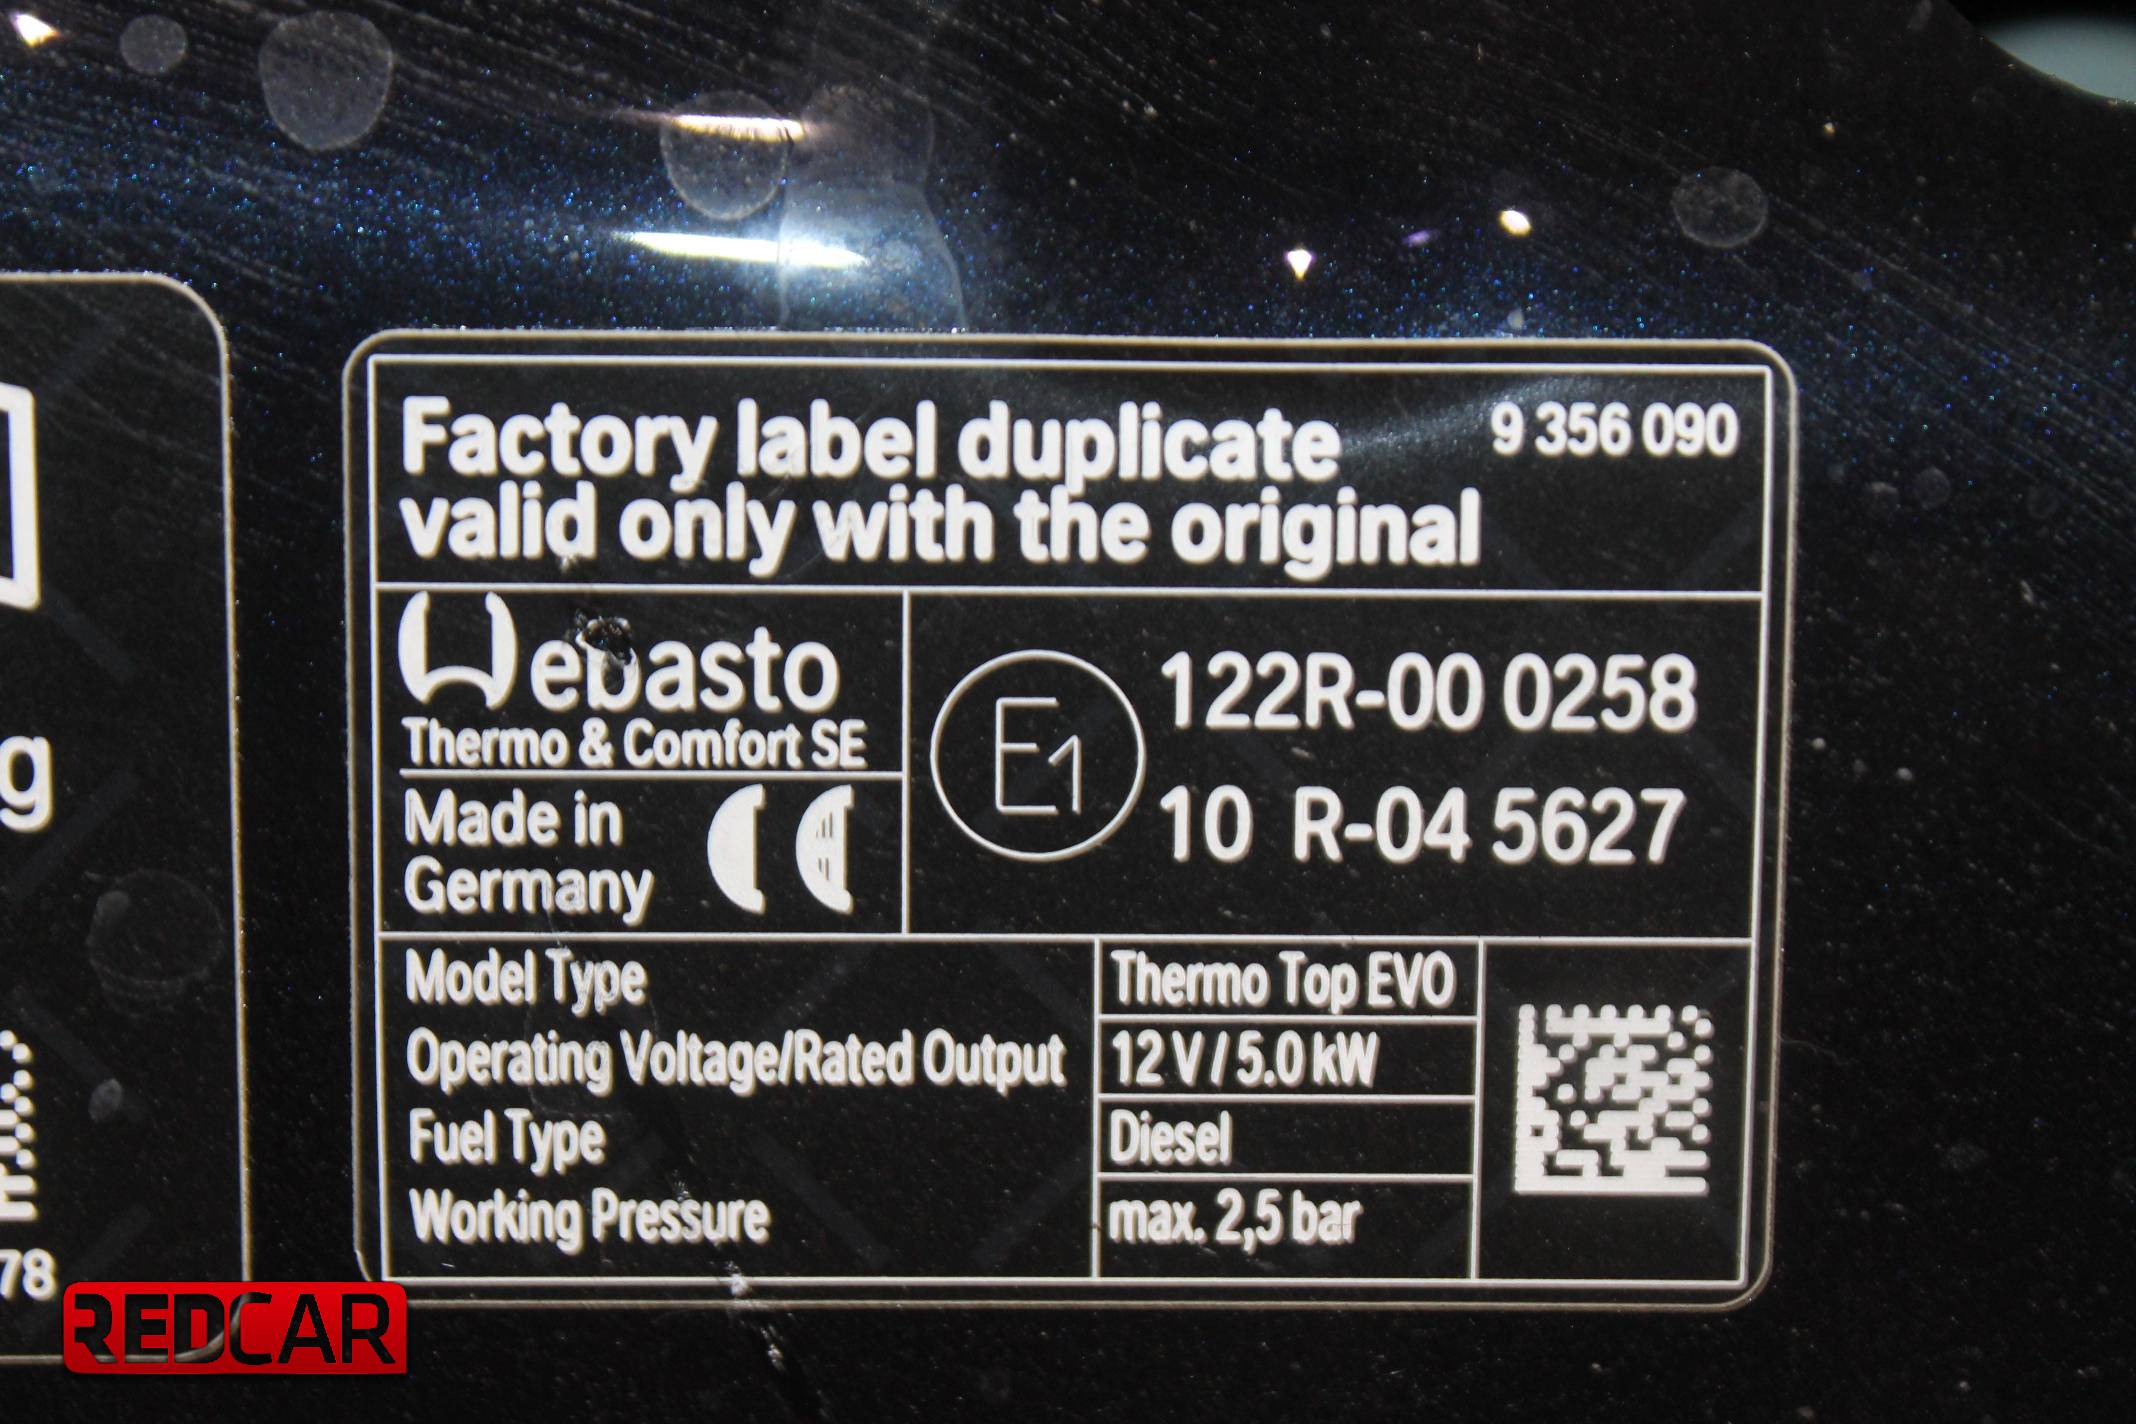 Factory label duplicate
valid only with the original
9 356 090
Webasto
Thermo & Comfort SE
Made in
Germany
CE
E1
122R-00 0258
10 R-04 5627
Model Type
Thermo Top EVO
Operating Voltage/Rated Output
12 V / 5.0 kW
Fuel Type
Diesel
Working Pressure
max. 2,5 bar
g
78
REDCAR